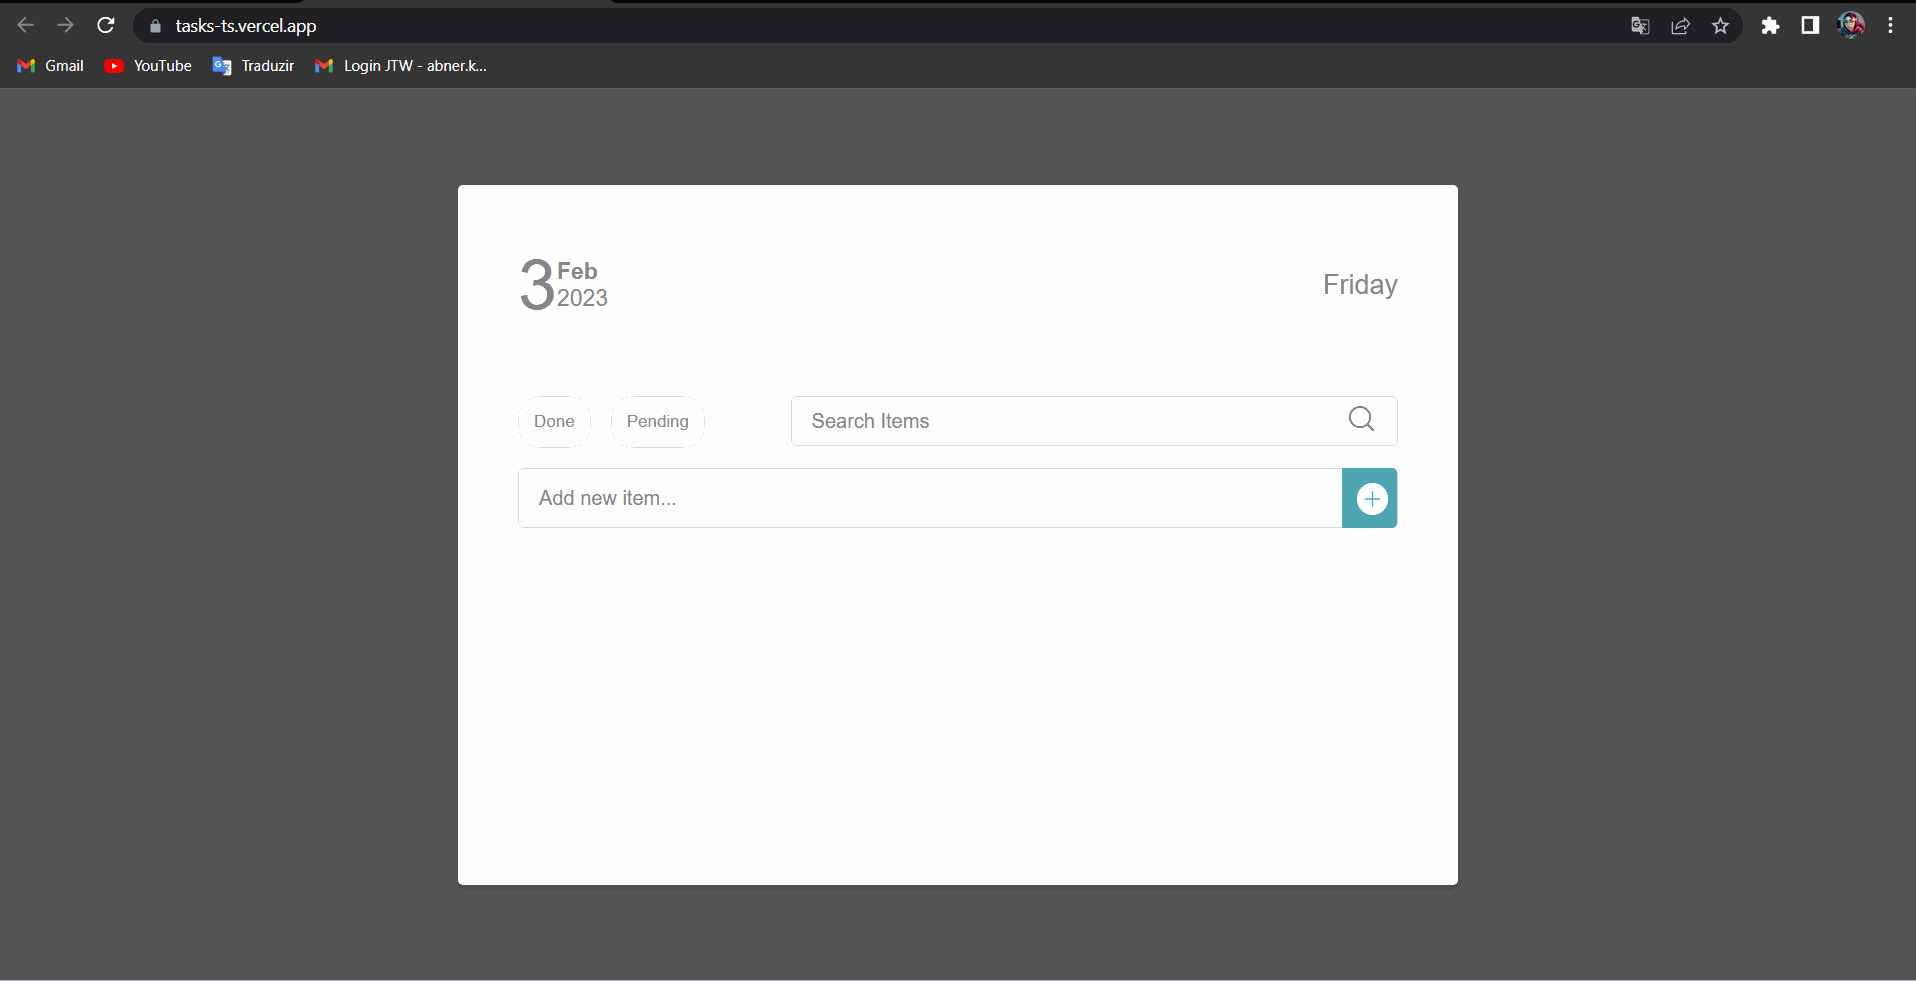 tasks-ts.vercel.app
Gmail YouTube Traduzir Login JTW - abner.k...
3 Feb
2023
Friday
Done Pending Search Items
Add new item...